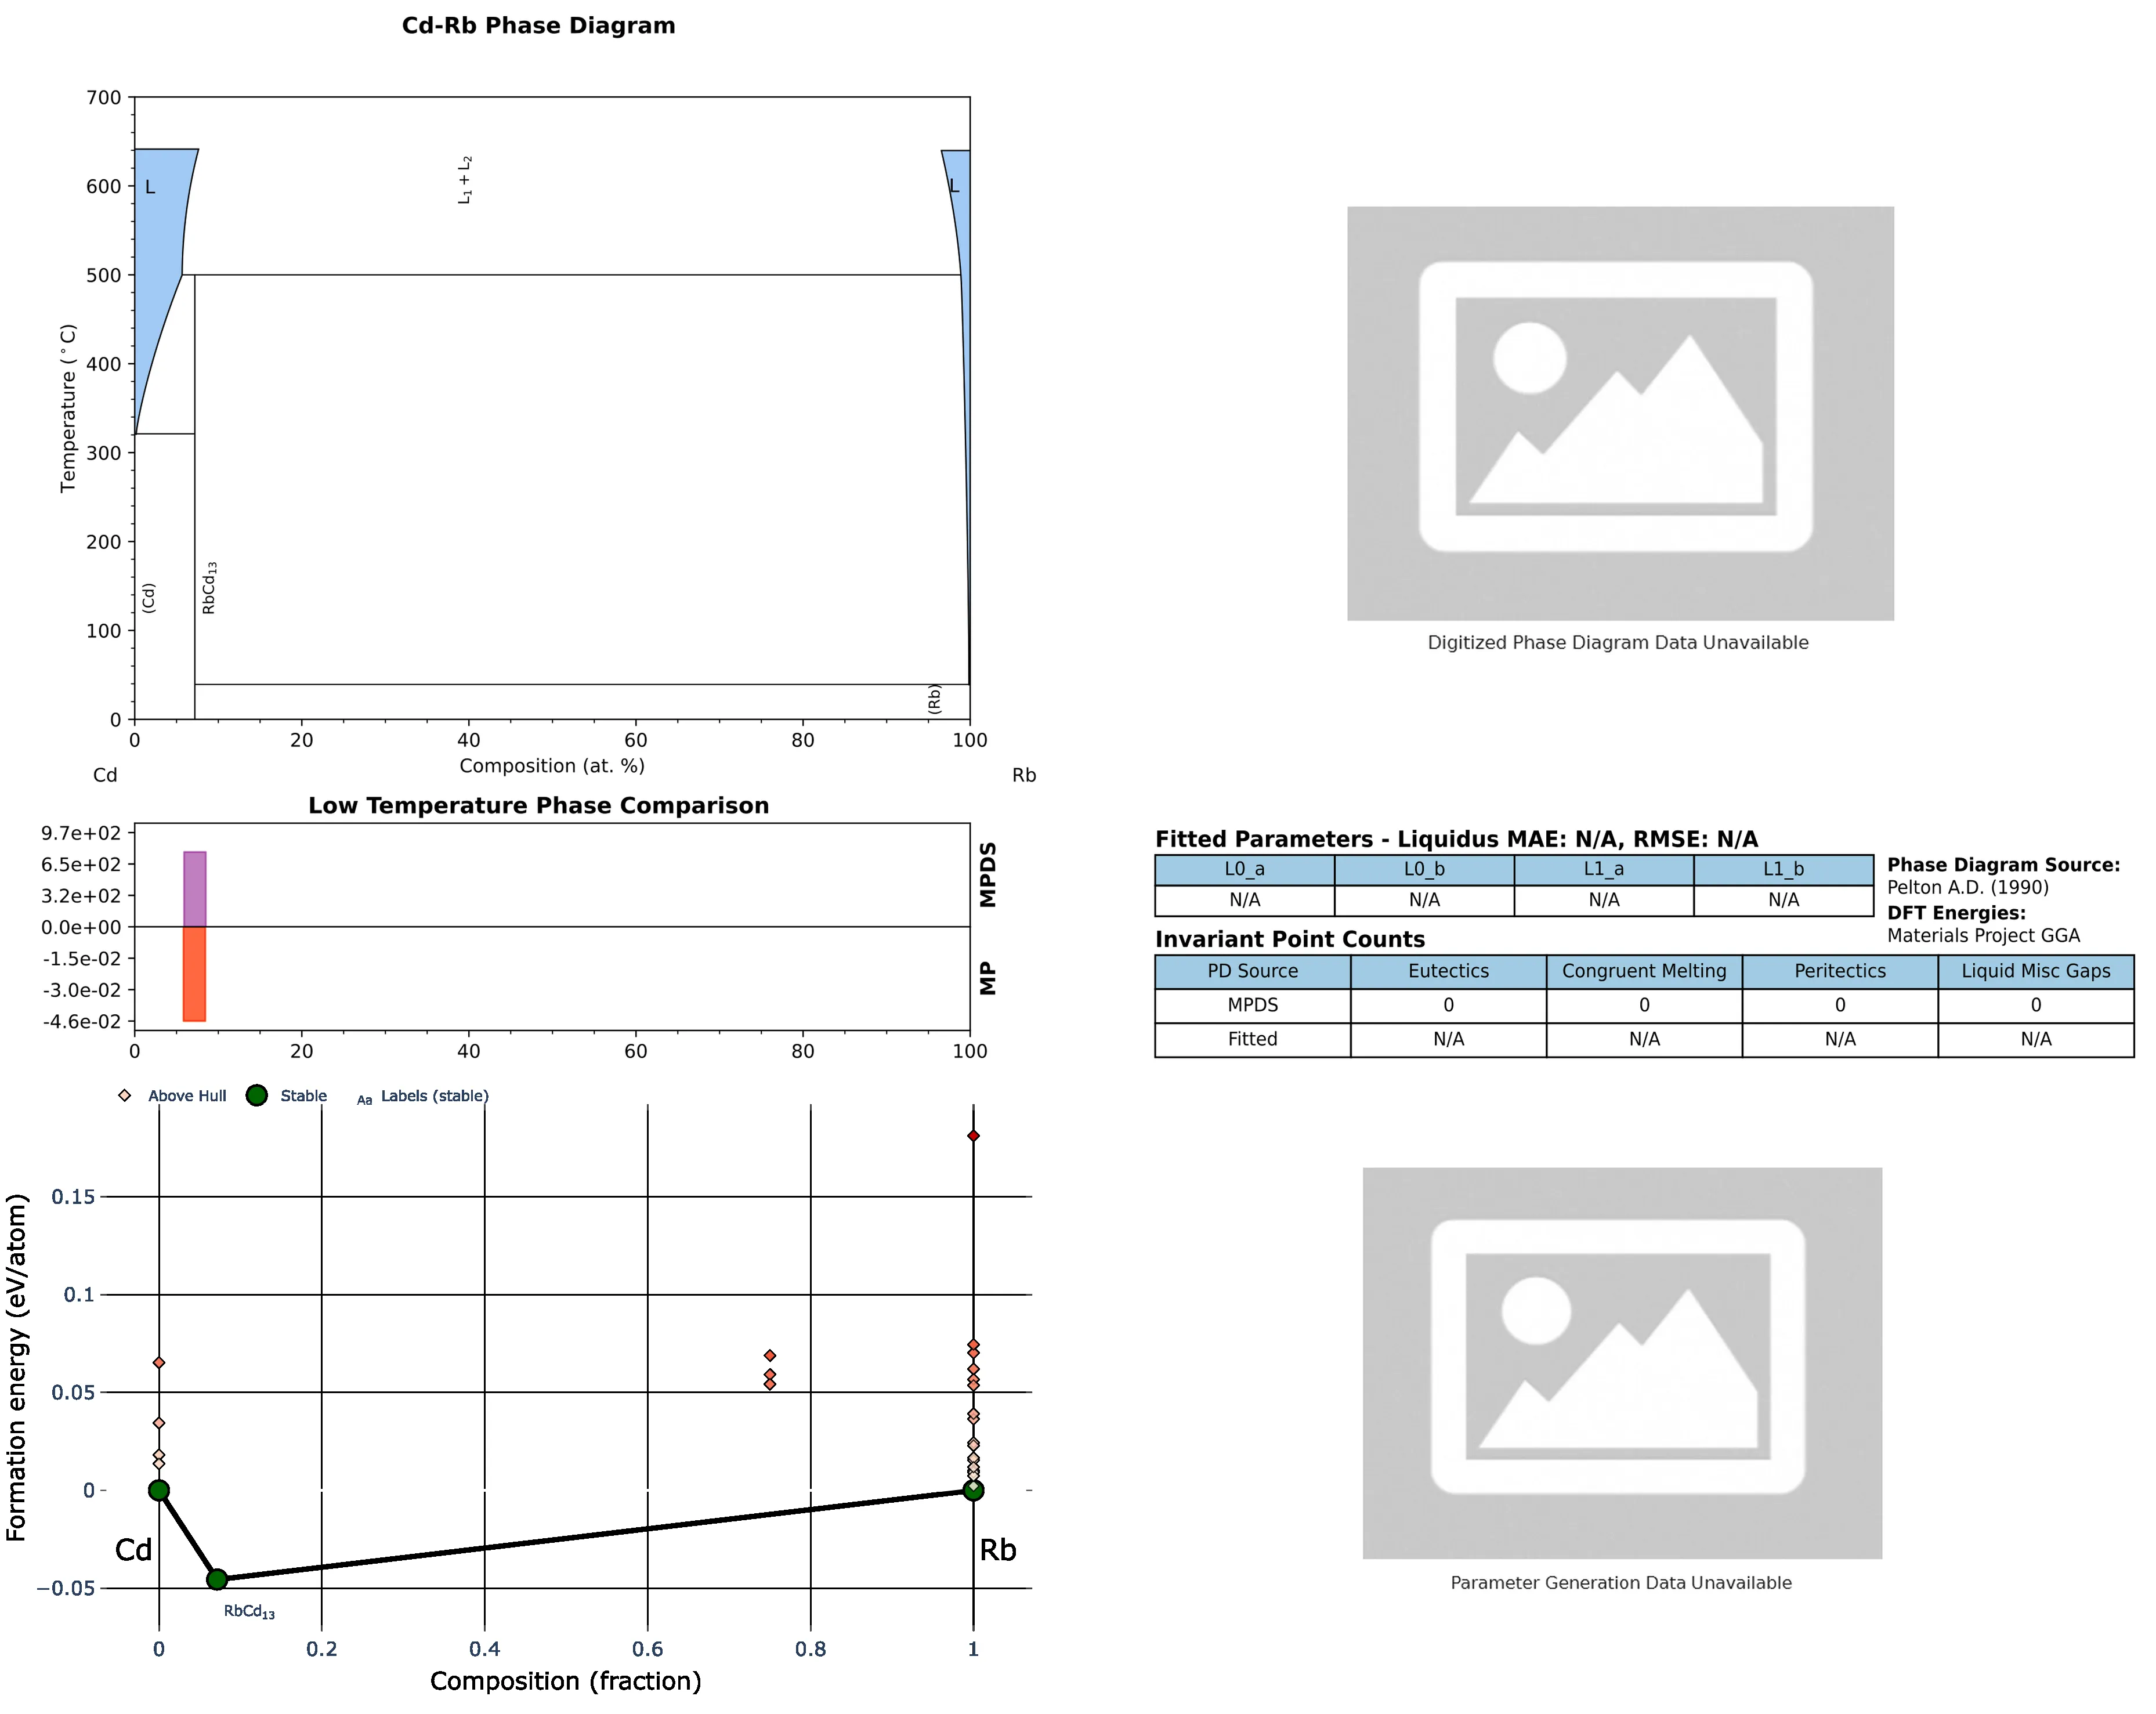 Cd-Rb Phase Diagram
700
600
500
400
300
200
100
0
Temperature (°C)
L
L₁ + L₂
L
(Cd)
RbCd₁₃
(Rb)
0 20 40 60 80 100
Composition (at. %)
Cd
Rb
Digitized Phase Diagram Data Unavailable
Low Temperature Phase Comparison
9.7e+02
6.5e+02
3.2e+02
0.0e+00
-1.5e-02
-3.0e-02
-4.6e-02
MPDS
MP
0 20 40 60 80 100
Fitted Parameters - Liquidus MAE: N/A, RMSE: N/A
L0_a L0_b L1_a L1_b
N/A N/A N/A N/A
Phase Diagram Source:
Pelton A.D. (1990)
DFT Energies:
Materials Project GGA
Invariant Point Counts
PD Source Eutectics Congruent Melting Peritectics Liquid Misc Gaps
MPDS 0 0 0 0
Fitted N/A N/A N/A N/A
Above Hull Stable Aa Labels (stable)
0.15
0.1
0.05
0
−0.05
Formation energy (eV/atom)
Cd
Rb
RbCd₁₃
0 0.2 0.4 0.6 0.8 1
Composition (fraction)
Parameter Generation Data Unavailable